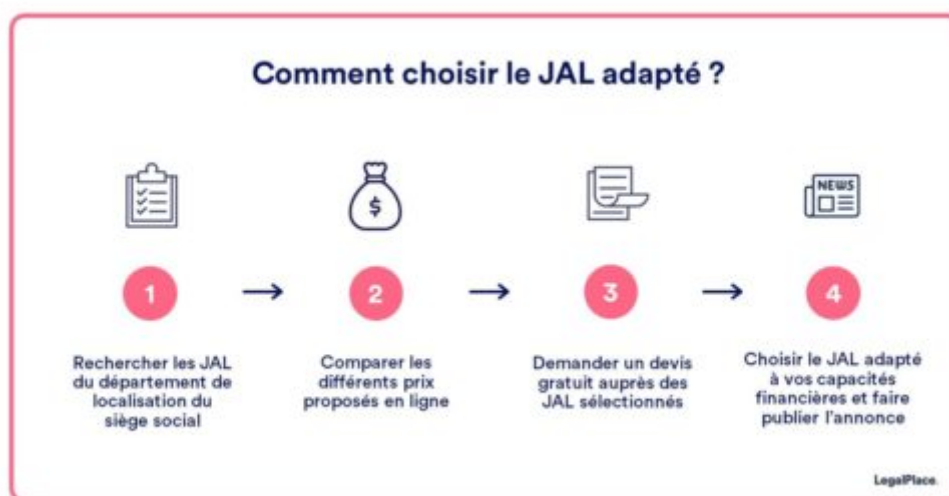 Comment choisir le JAL adapté ?
$
NEWS
1
2
3
4
Rechercher les JAL
du département de
localisation du
siège social
Comparer les
différents prix
proposés en ligne
Demander un devis
gratuit auprès des
JAL sélectionnés
Choisir le JAL adapté
à vos capacités
financières et faire
publier l'annonce
LegalPlace.